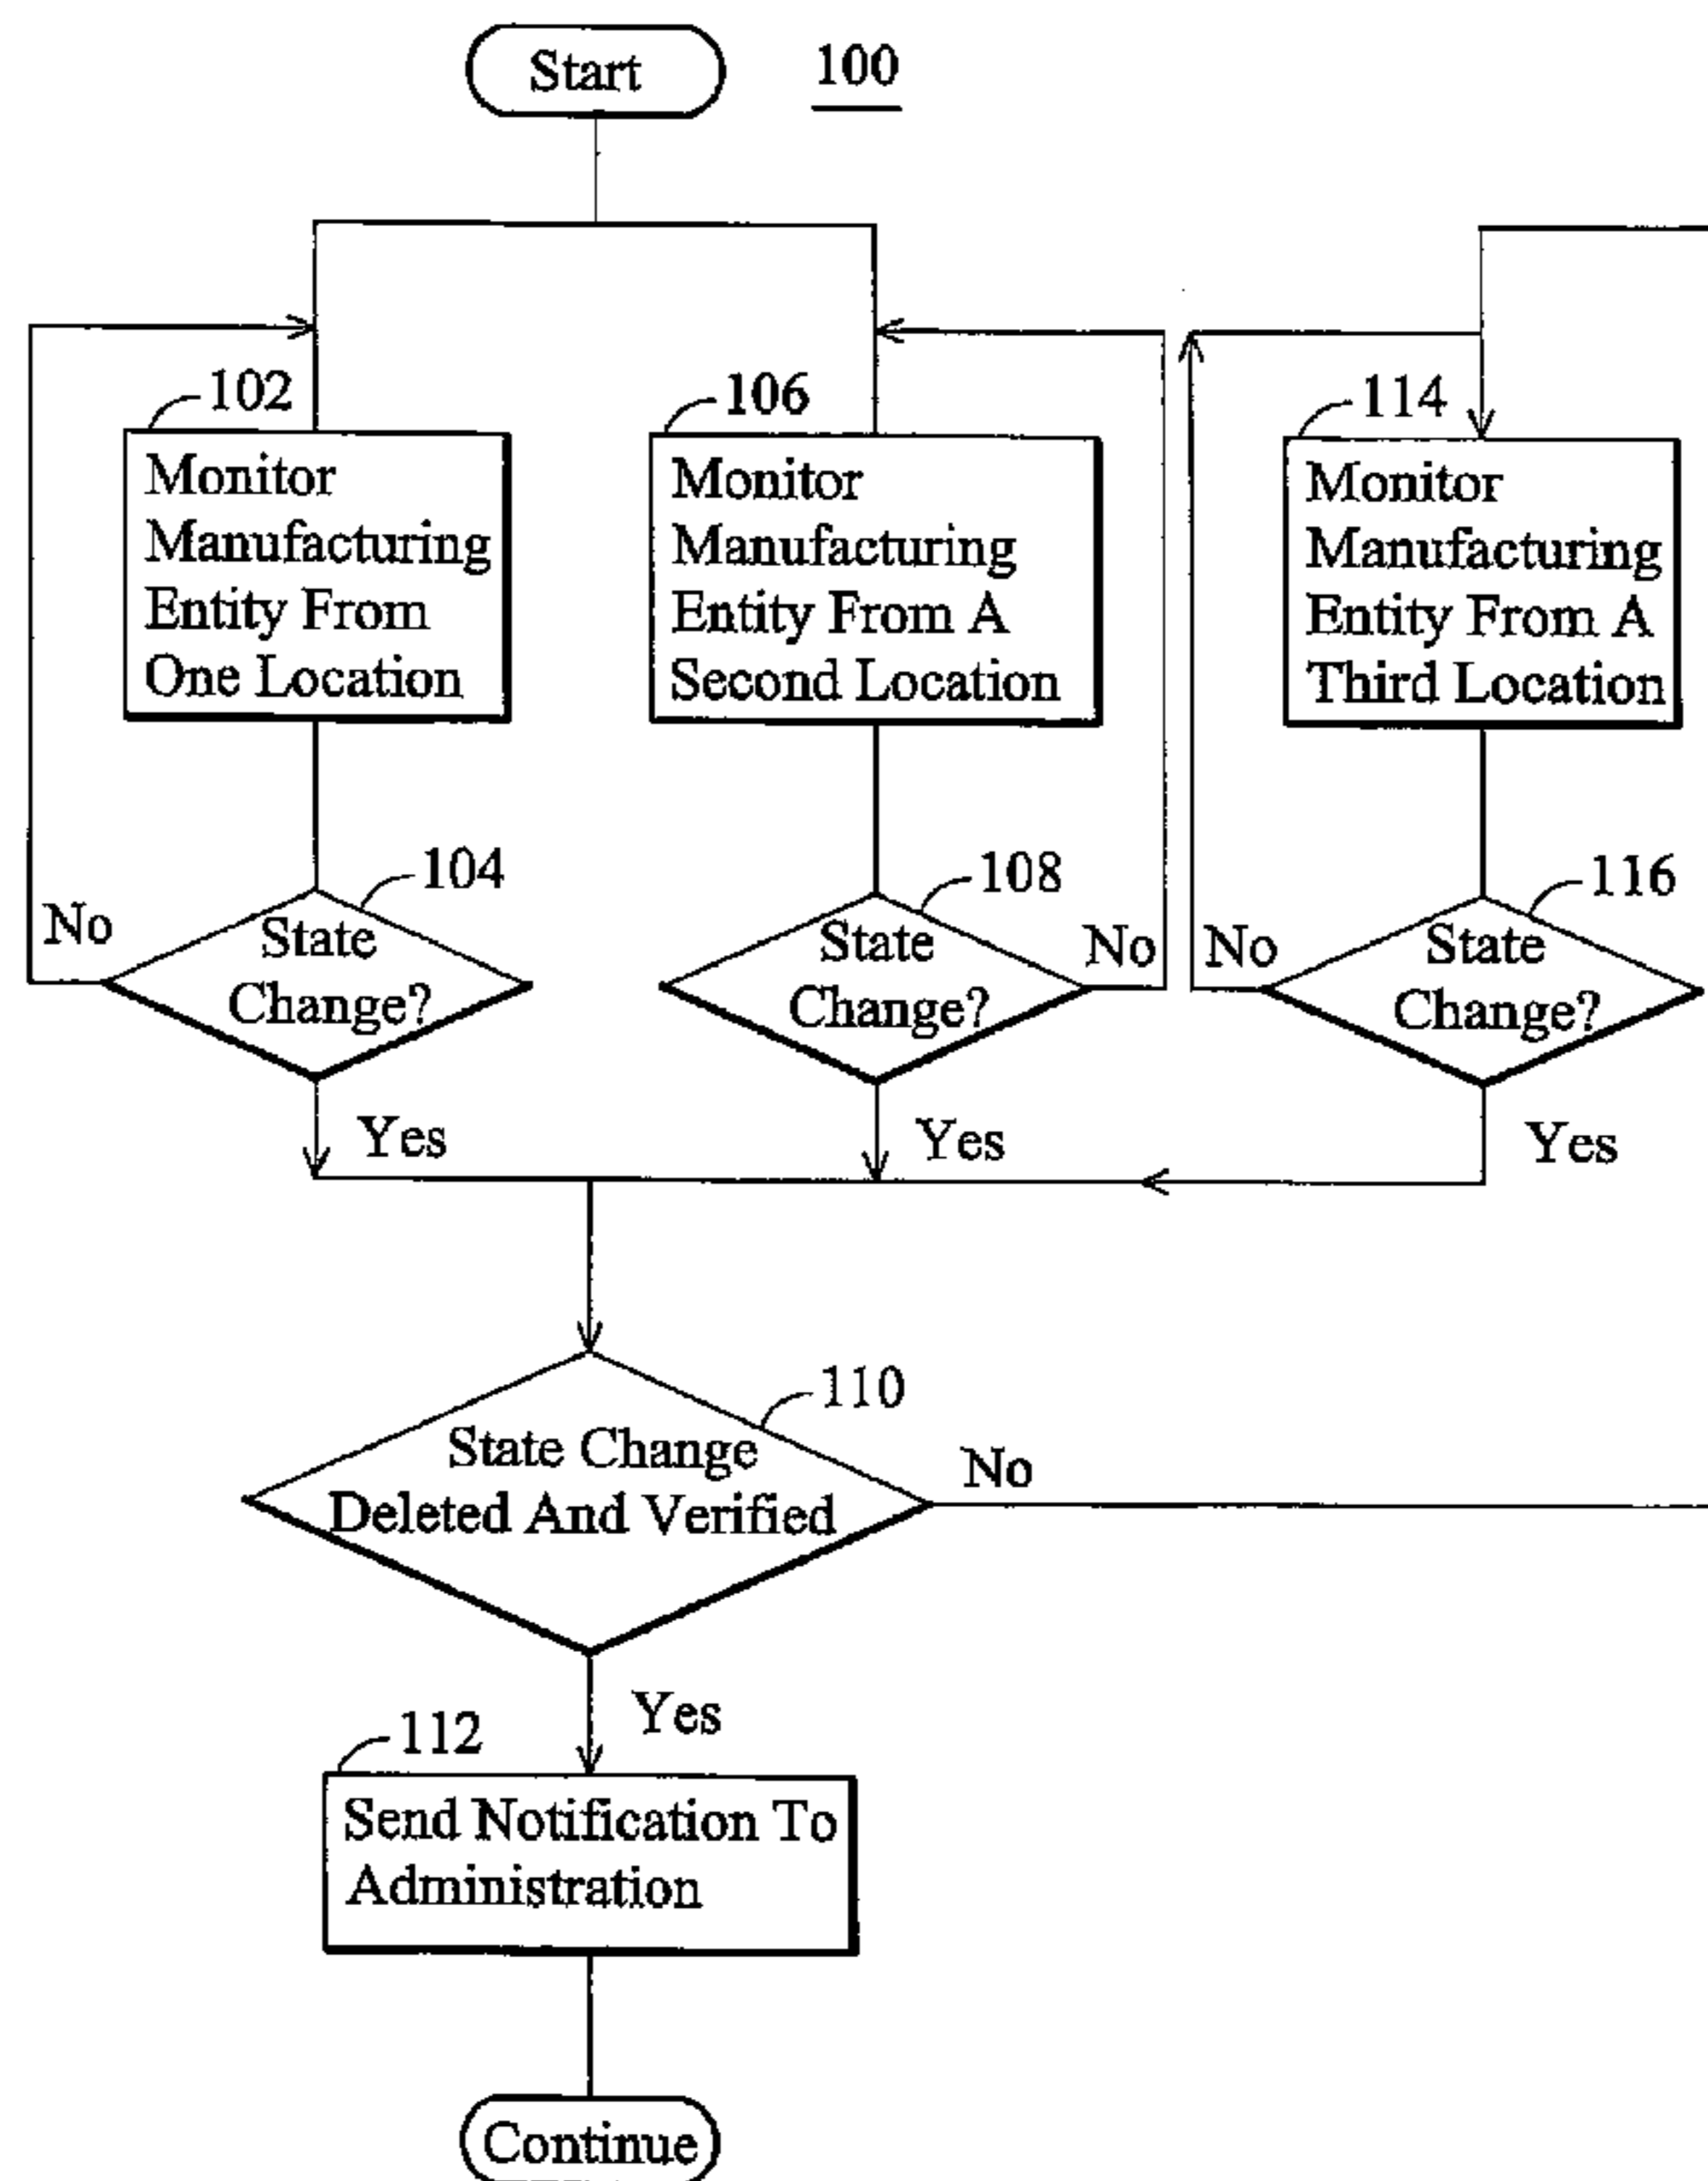 Start
100
102
Monitor
Manufacturing
Entity From
One Location
106
Monitor
Manufacturing
Entity From A
Second Location
114
Monitor
Manufacturing
Entity From A
Third Location
104
State
Change?
No
Yes
108
State
Change?
No
Yes
116
State
Change?
No
Yes
110
State Change
Deleted And Verified
No
Yes
112
Send Notification To
Administration
Continue